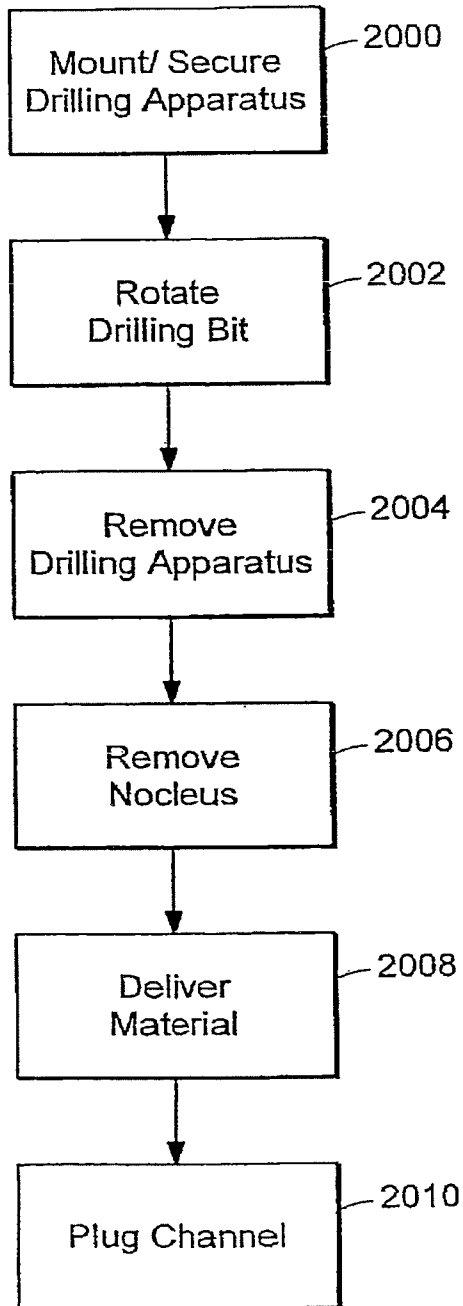 Mount/ Secure
Drilling Apparatus
2000
Rotate
Drilling Bit
2002
Remove
Drilling Apparatus
2004
Remove
Nocleus
2006
Deliver
Material
2008
Plug Channel
2010